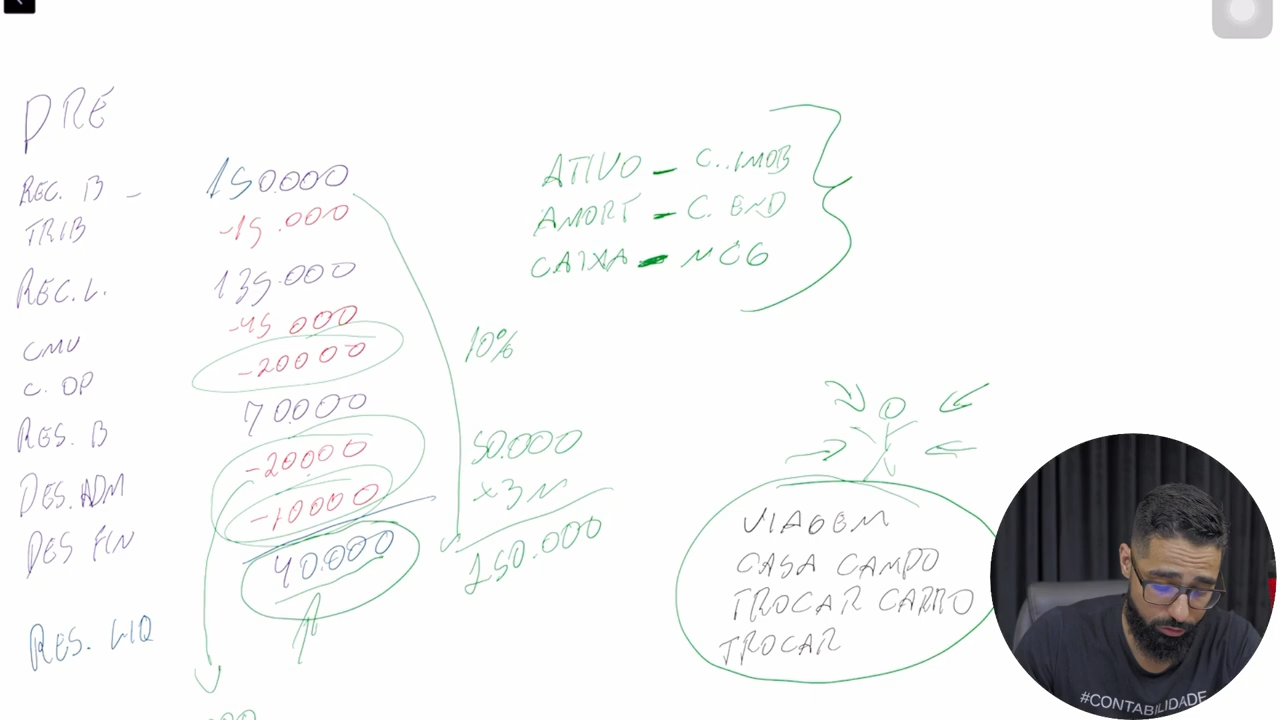 DRE
REC. B - 150.000
TRIB -15.000
REC. L. 135.000
CMV -45 000
C. OP -20000
RES. B 70.000
DES. ADM -20000
DES FIN -10000
RES. LIQ 40.000
10%
50.000
x3M
150.000
ATIVO - C. IMOB
AMORT - C. END
CAIXA - NCG
VIAGEM
CASA CAMPO
TROCAR CARRO
TROCAR
#CONTABILIDADE